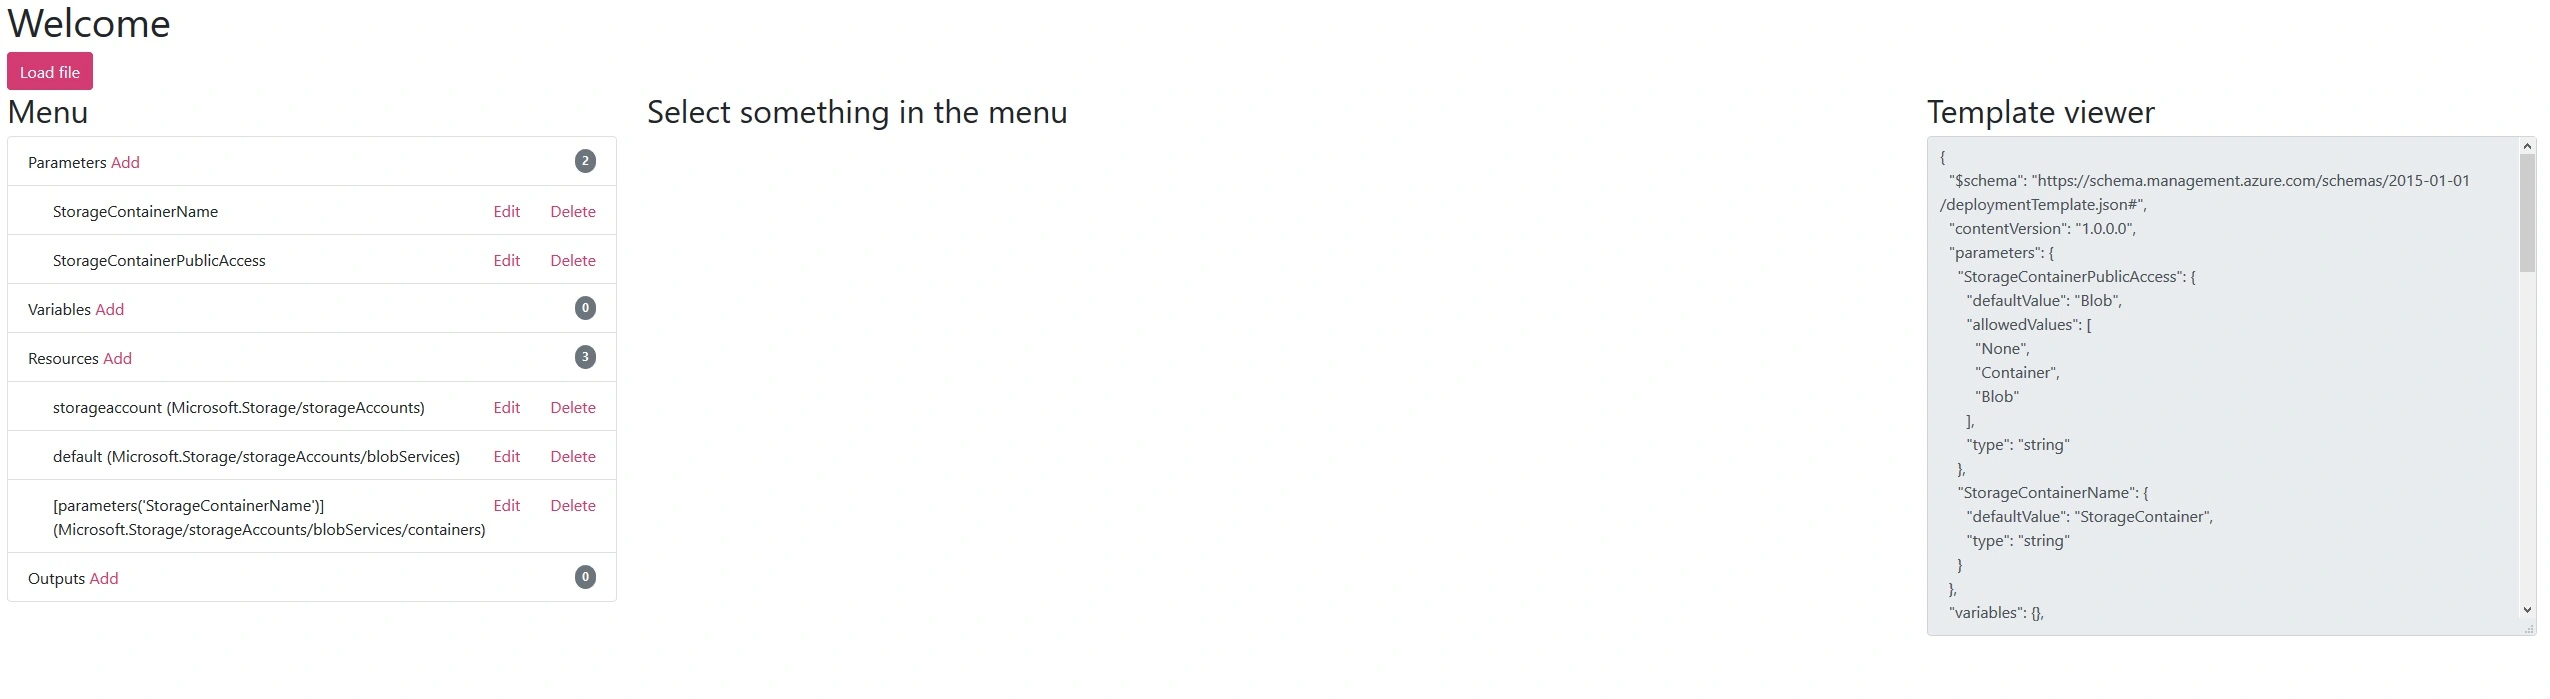 Welcome
Load file
Menu
Parameters Add 2
StorageContainerName Edit Delete
StorageContainerPublicAccess Edit Delete
Variables Add 0
Resources Add 3
storageaccount (Microsoft.Storage/storageAccounts) Edit Delete
default (Microsoft.Storage/storageAccounts/blobServices) Edit Delete
[parameters('StorageContainerName')] Edit Delete
(Microsoft.Storage/storageAccounts/blobServices/containers)
Outputs Add 0
Select something in the menu
Template viewer
{
"$schema": "https://schema.management.azure.com/schemas/2015-01-01
/deploymentTemplate.json#",
"contentVersion": "1.0.0.0",
"parameters": {
"StorageContainerPublicAccess": {
"defaultValue": "Blob",
"allowedValues": [
"None",
"Container",
"Blob"
],
"type": "string"
},
"StorageContainerName": {
"defaultValue": "StorageContainer",
"type": "string"
}
},
"variables": {},